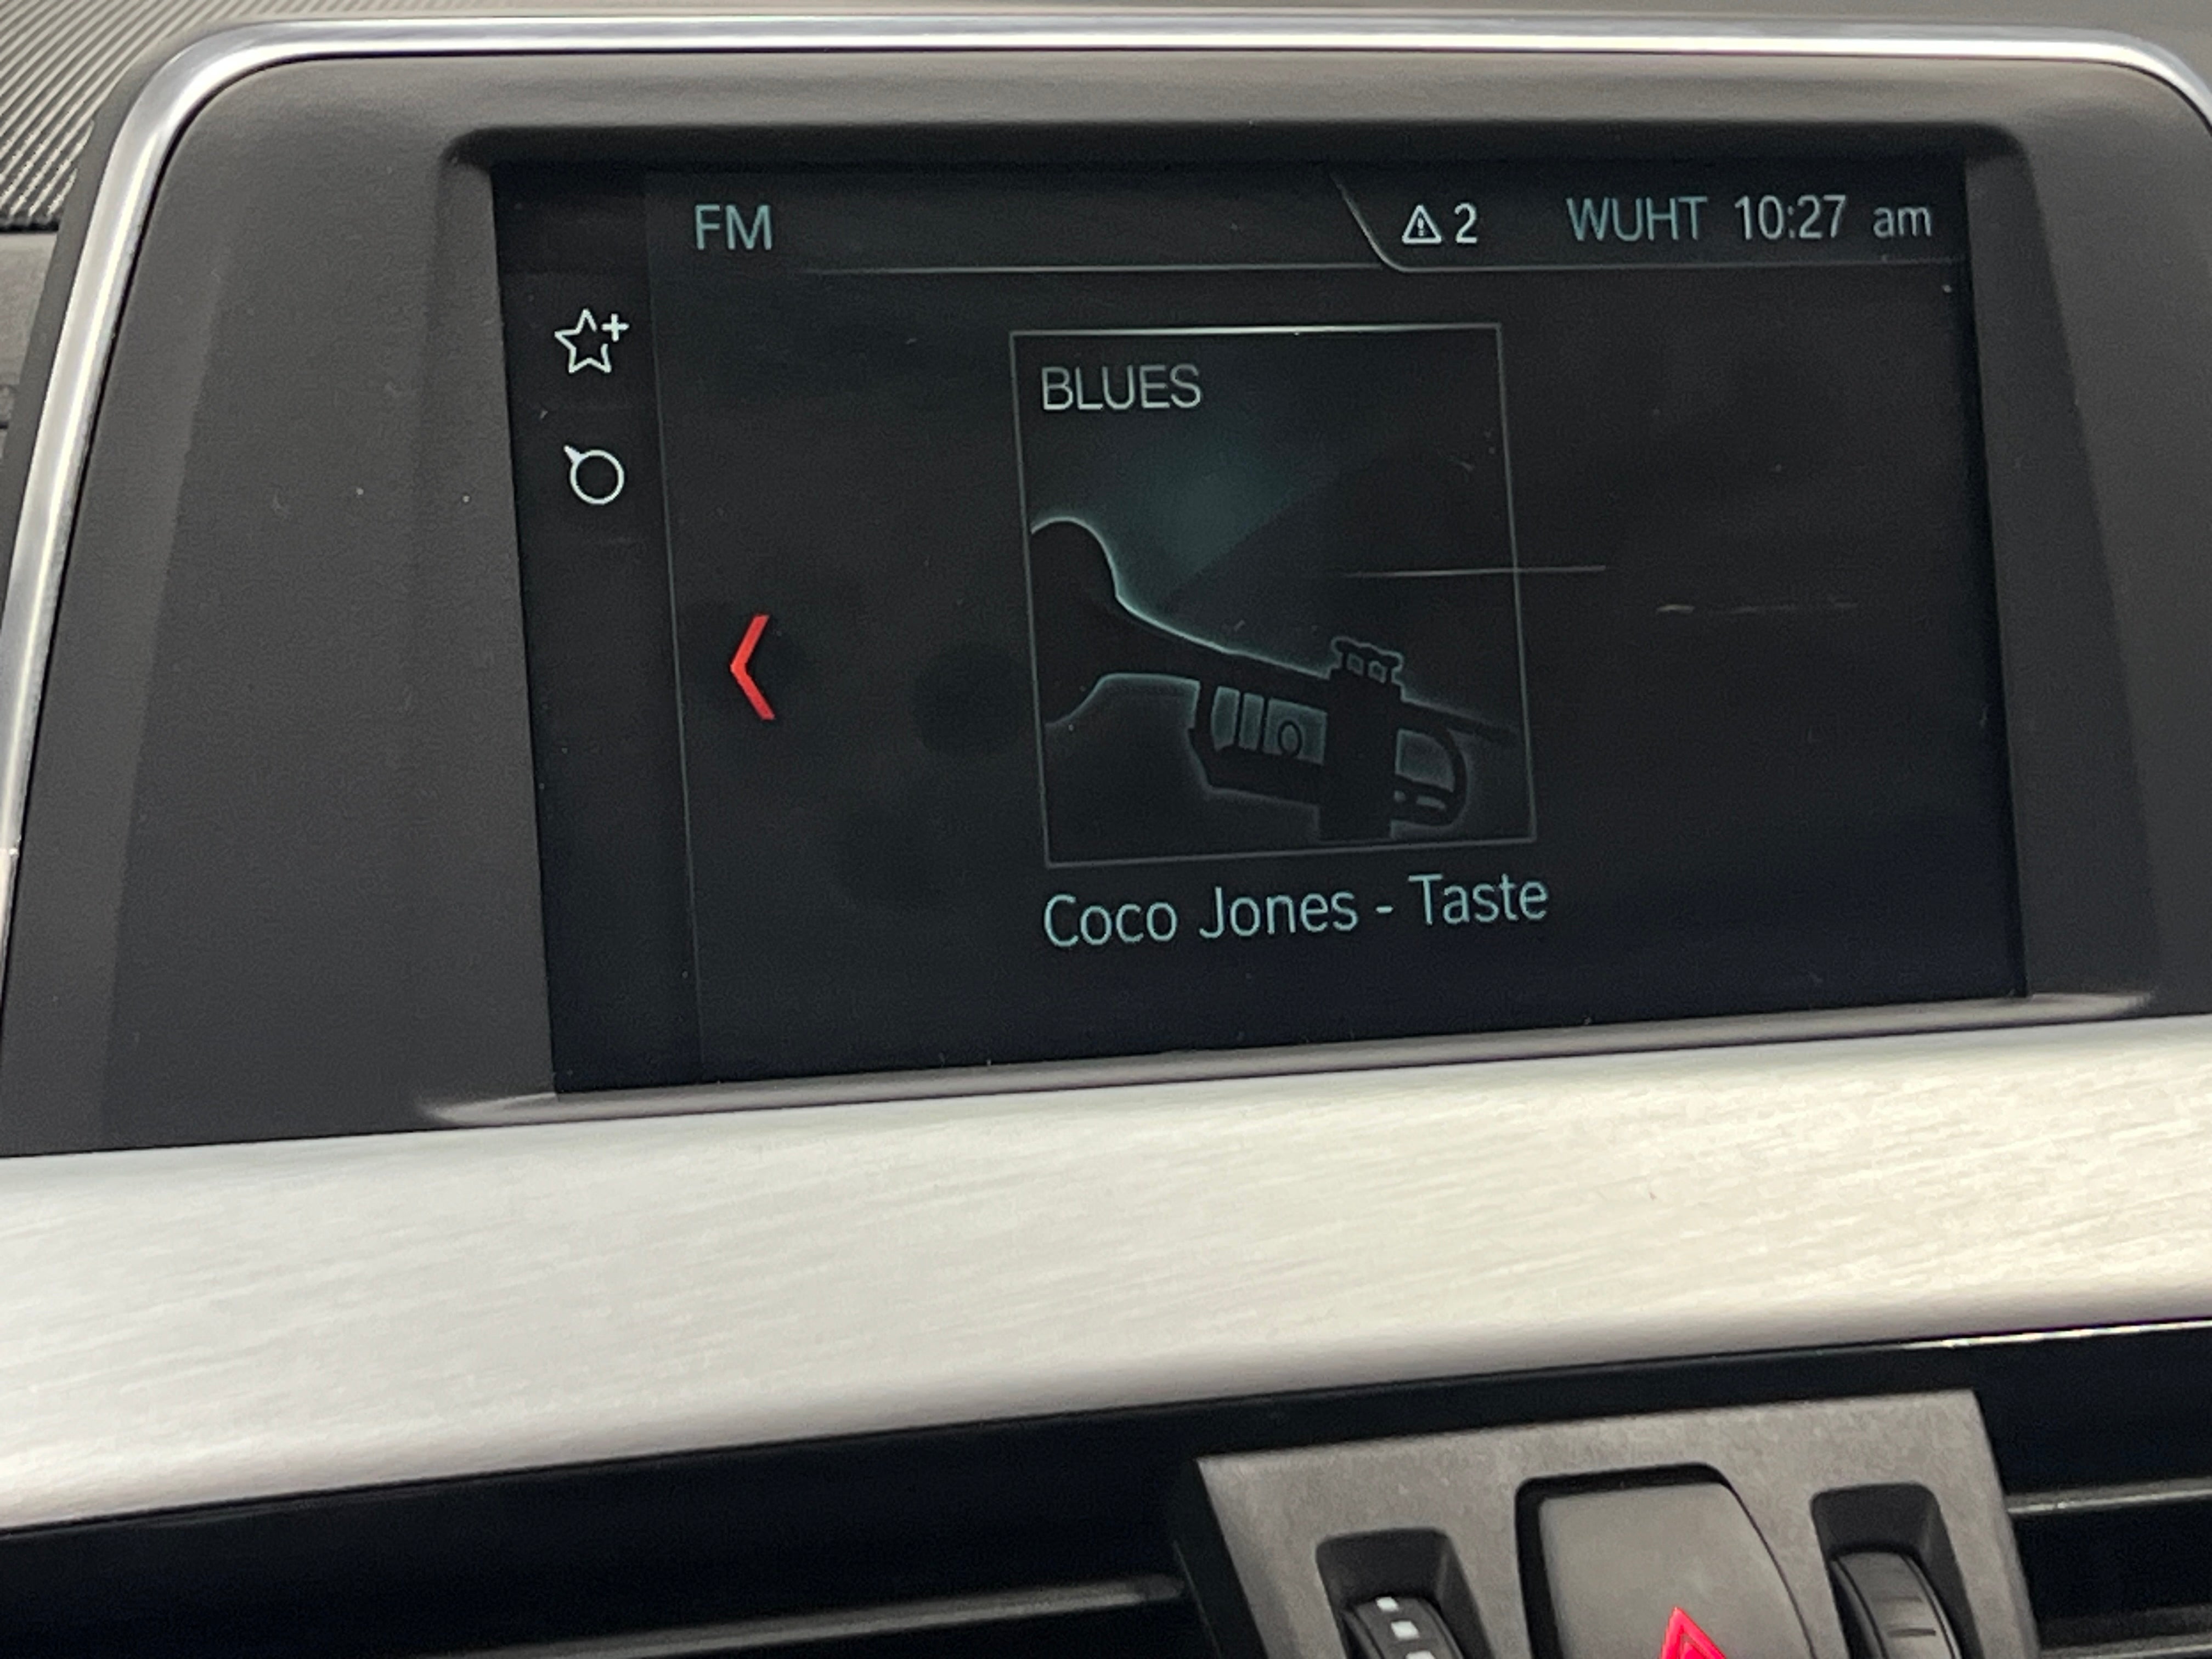 FM
2 WUHT 10:27 am
BLUES
Coco Jones - Taste